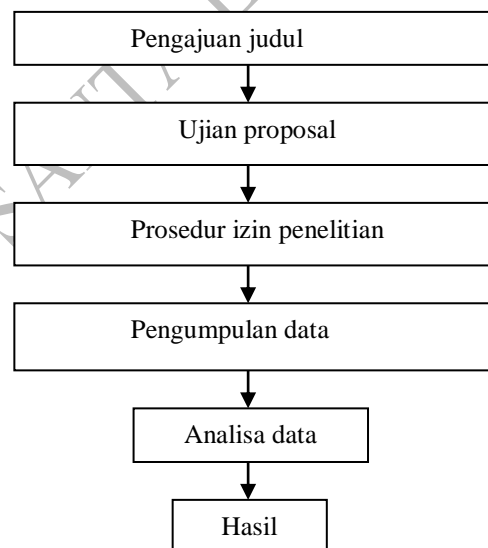 Pengajuan judul
Ujian proposal
Prosedur izin penelitian
Pengumpulan data
Analisa data
Hasil